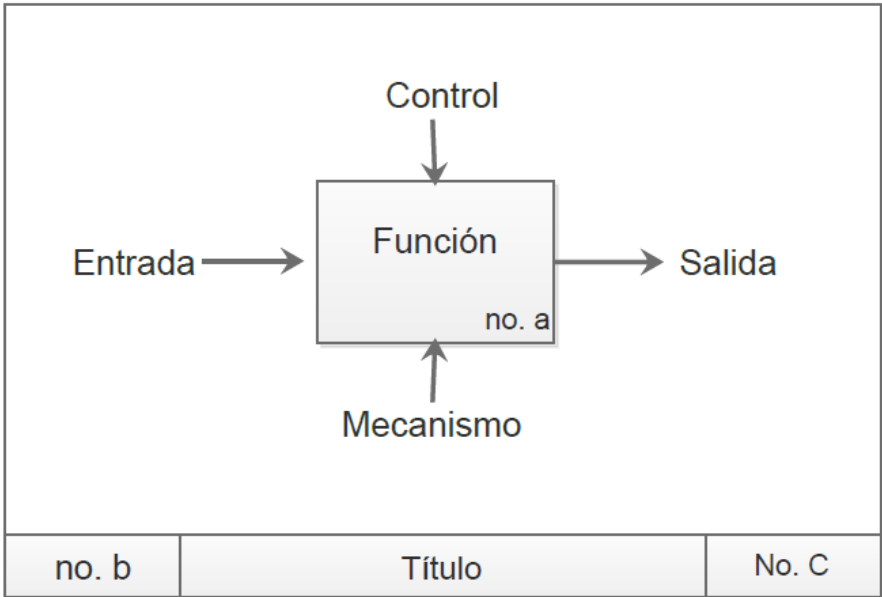 Control
Función
Entrada
Salida
no. a
Mecanismo
no. b
Título
No. C